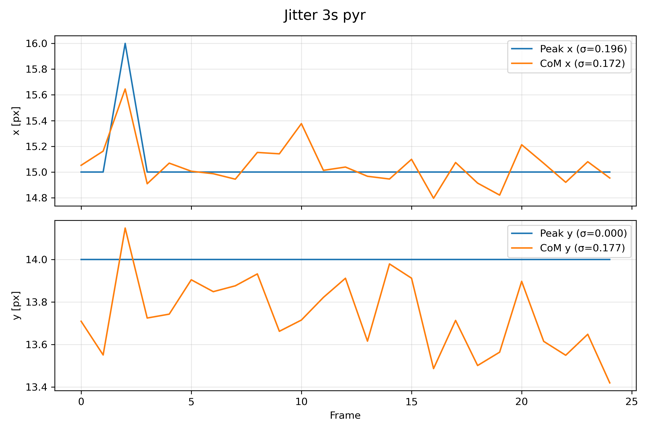 Jitter 3s pyr
16.0
15.8
15.6
15.4
15.2
15.0
14.8
x [px]
Peak x (σ=0.196)
CoM x (σ=0.172)
14.0
13.8
13.6
13.4
y [px]
Peak y (σ=0.000)
CoM y (σ=0.177)
0 5 10 15 20 25
Frame